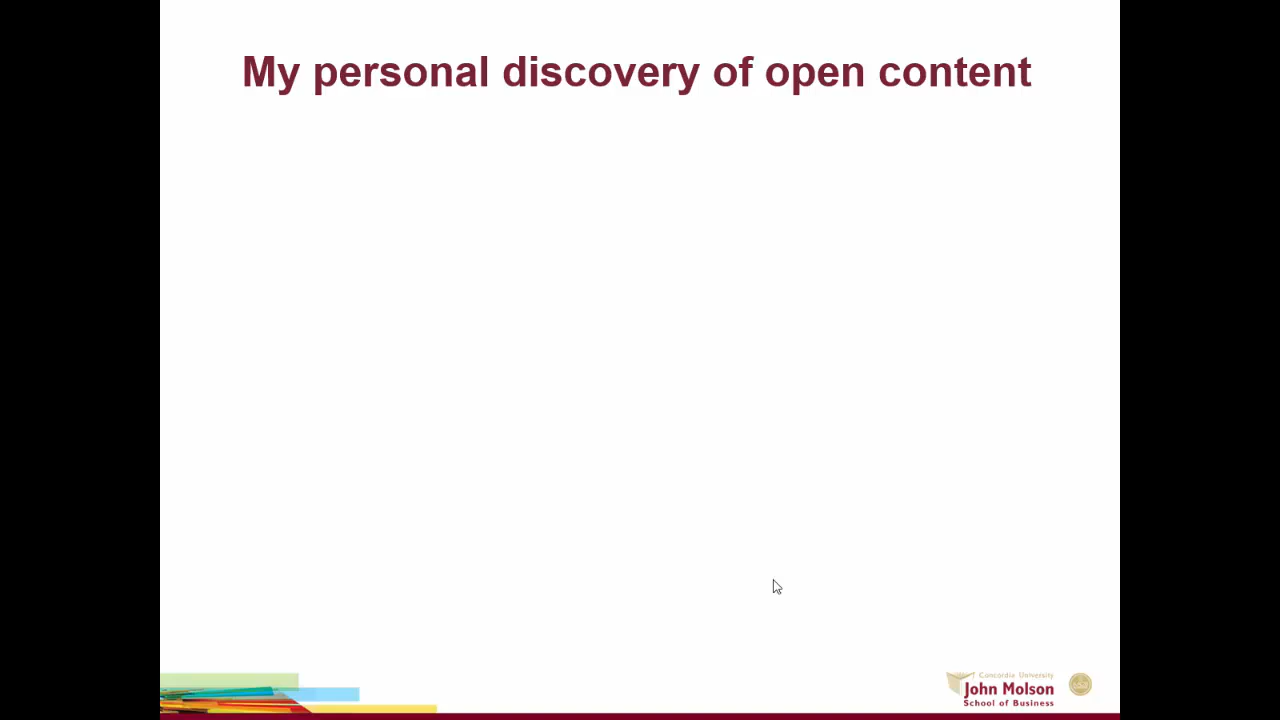 My personal discovery of open content
Concordia University
John Molson
School of Business